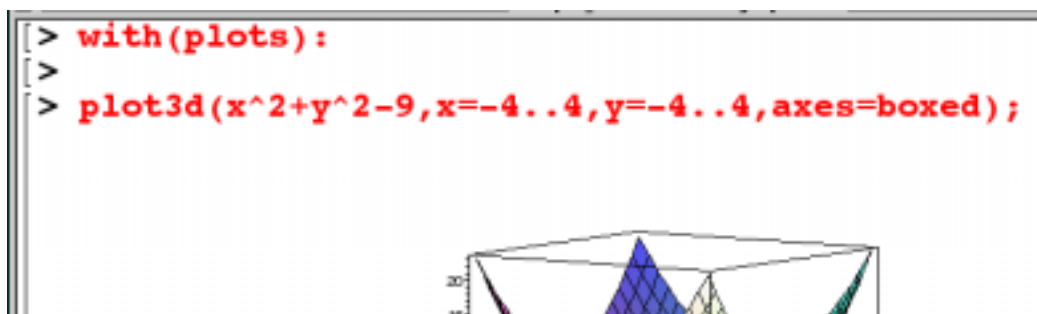 > with(plots):
>
> plot3d(x^2+y^2-9,x=-4..4,y=-4..4,axes=boxed);
20